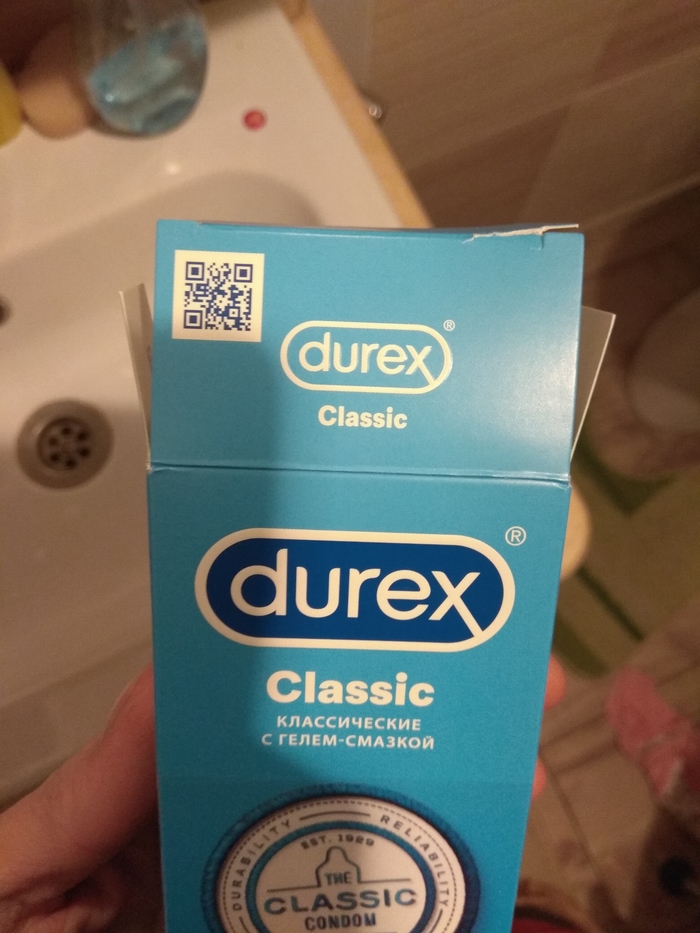 durex®
Classic
durex®
Classic
КЛАССИЧЕСКИЕ
С ГЕЛЕМ-СМАЗКОЙ
DURABILITY
RELIABILITY
EST. 1929
THE
CLASSIC
CONDOM